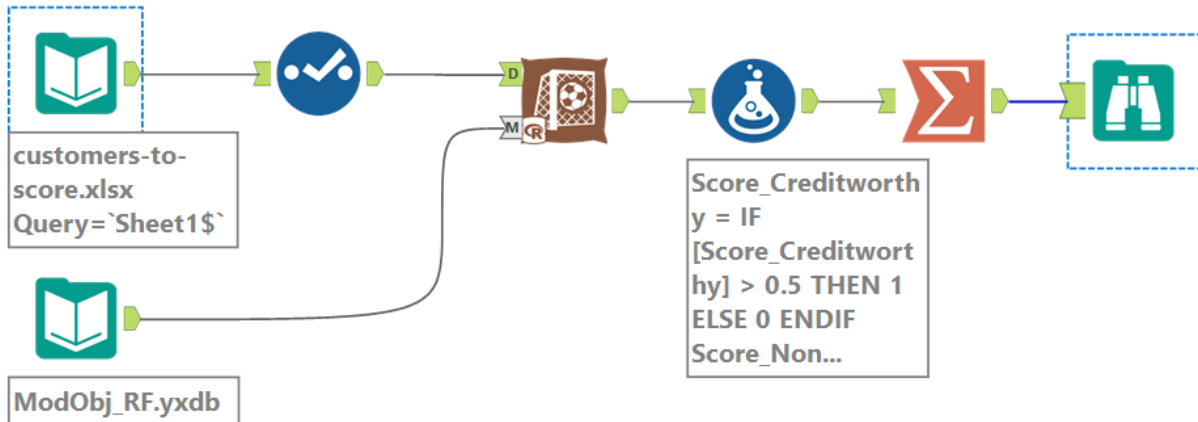 D
M
R
customers-to-
score.xlsx
Query=`Sheet1$`
Score_Creditworth
y = IF
[Score_Creditwort
hy] > 0.5 THEN 1
ELSE 0 ENDIF
Score_Non...
ModObj_RF.yxdb